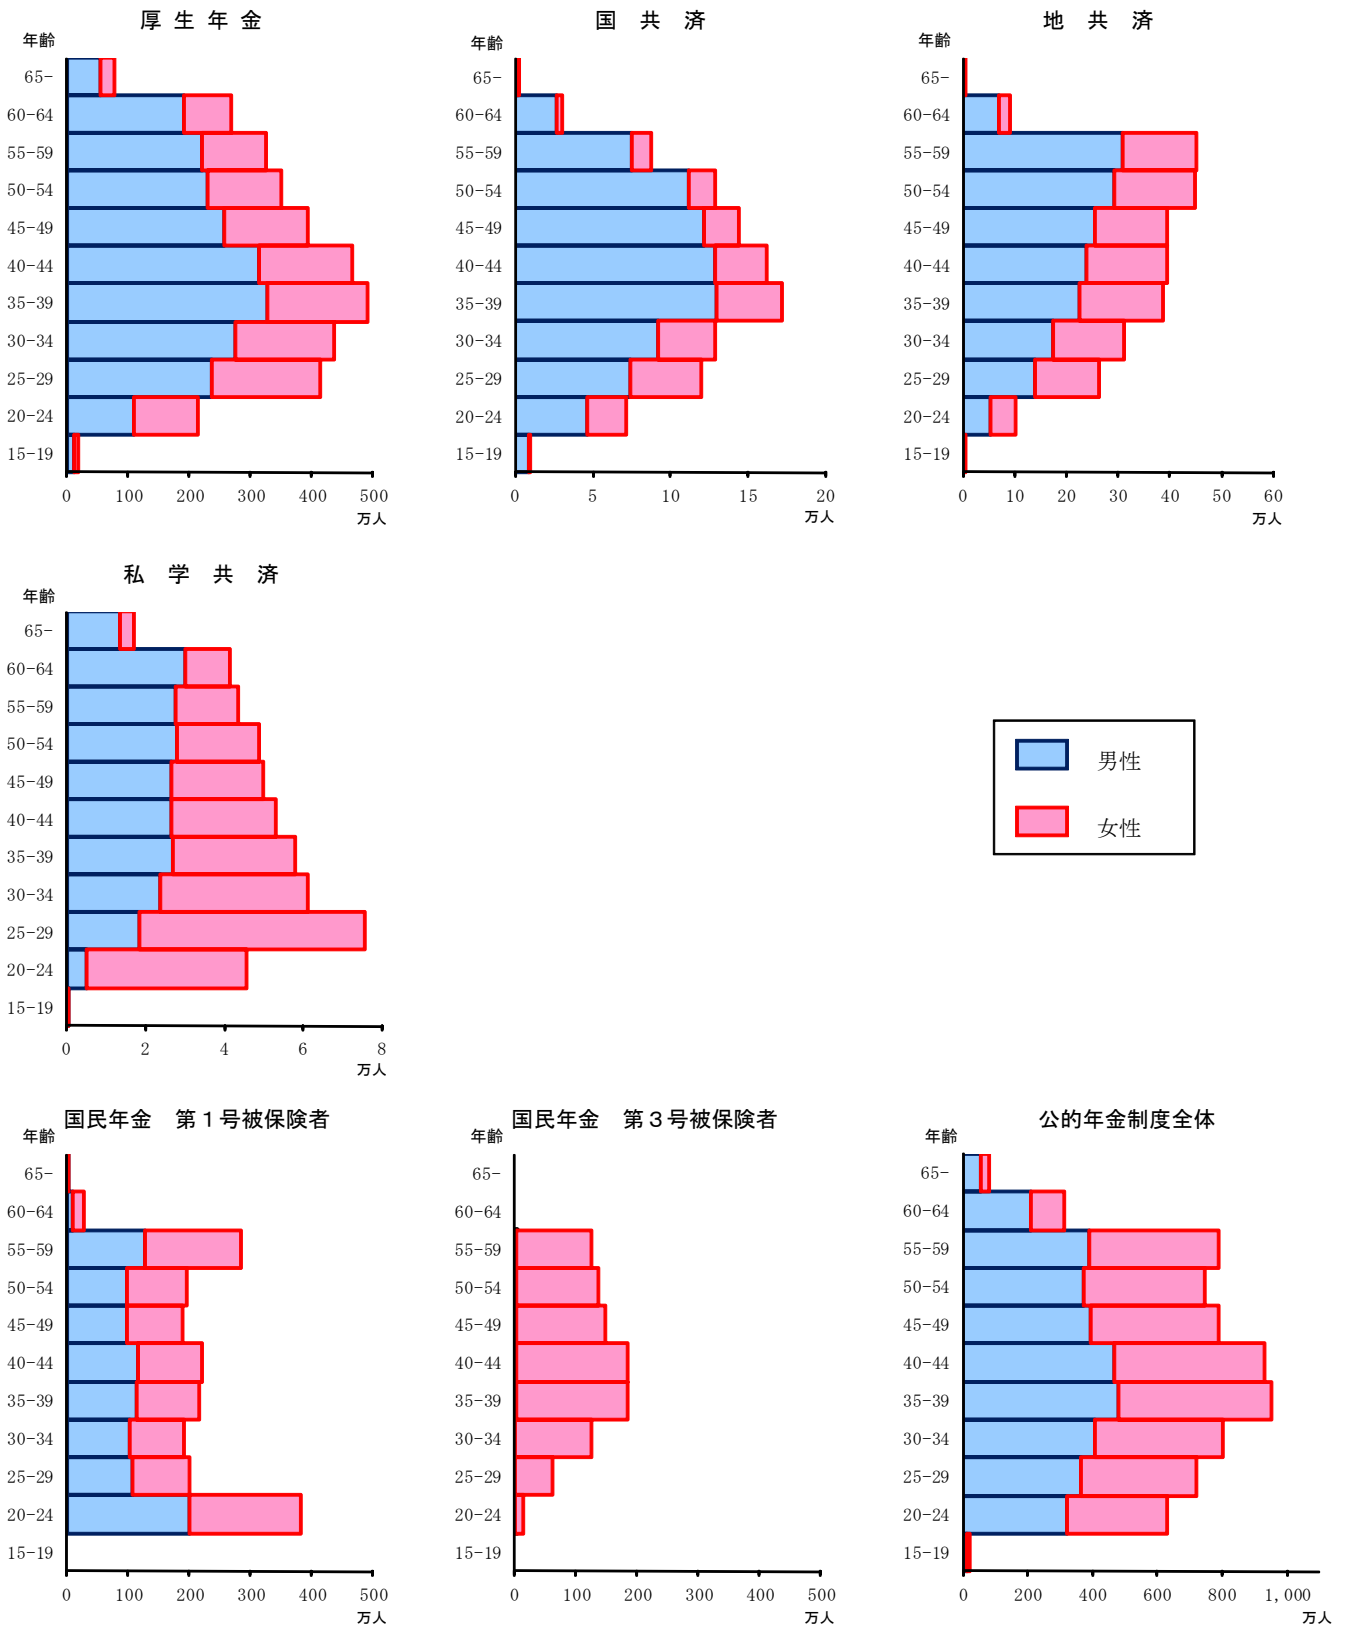 厚 生 年 金
年齢
65-
60-64
55-59
50-54
45-49
40-44
35-39
30-34
25-29
20-24
15-19
0 100 200 300 400 500
万人
国 共 済
年齢
65-
60-64
55-59
50-54
45-49
40-44
35-39
30-34
25-29
20-24
15-19
0 5 10 15 20
万人
地 共 済
年齢
65-
60-64
55-59
50-54
45-49
40-44
35-39
30-34
25-29
20-24
15-19
0 10 20 30 40 50 60
万人
私 学 共 済
年齢
65-
60-64
55-59
50-54
45-49
40-44
35-39
30-34
25-29
20-24
15-19
0 2 4 6 8
万人
男性
女性
国民年金 第1号被保険者
年齢
65-
60-64
55-59
50-54
45-49
40-44
35-39
30-34
25-29
20-24
15-19
0 100 200 300 400 500
万人
国民年金 第3号被保険者
年齢
65-
60-64
55-59
50-54
45-49
40-44
35-39
30-34
25-29
20-24
15-19
0 100 200 300 400 500
万人
公的年金制度全体
年齢
65-
60-64
55-59
50-54
45-49
40-44
35-39
30-34
25-29
20-24
15-19
0 200 400 600 800 1,000
万人